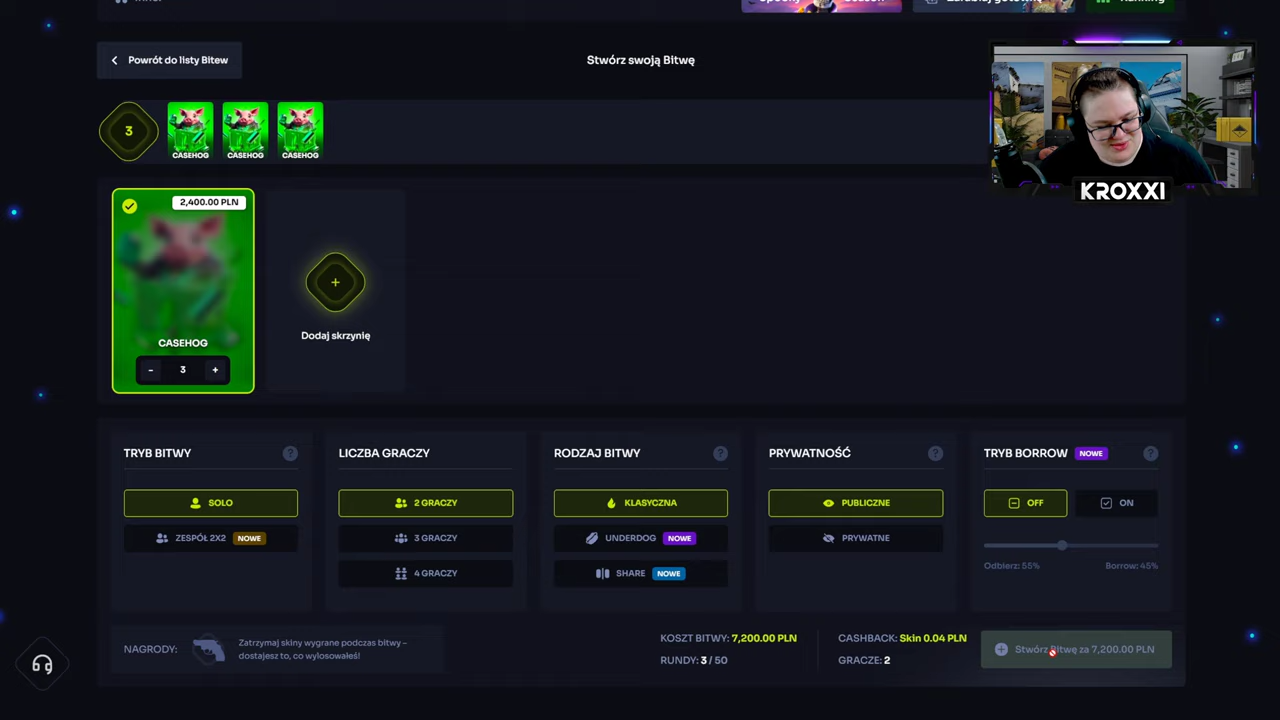 Season
Ranking
Powrót do listy Bitew
Stwórz swoją Bitwę
3
CASEHOG
CASEHOG
CASEHOG
KROXXI
2,400.00 PLN
CASEHOG
- 3 +
+
Dodaj skrzynię
TRYB BITWY ?
SOLO
ZESPÓŁ 2X2 NOWE
LICZBA GRACZY
2 GRACZY
3 GRACZY
4 GRACZY
RODZAJ BITWY ?
KLASYCZNA
UNDERDOG NOWE
SHARE NOWE
PRYWATNOŚĆ ?
PUBLICZNE
PRYWATNE
TRYB BORROW NOWE ?
OFF ON
Odbierz: 55% Borrow: 45%
NAGRODY:
Zatrzymaj skiny wygrane podczas bitwy –
dostajesz to, co wylosowałeś!
KOSZT BITWY: 7,200.00 PLN
RUNDY: 3 / 50
CASHBACK: Skin 0.04 PLN
GRACZE: 2
Stwórz Bitwę za 7,200.00 PLN